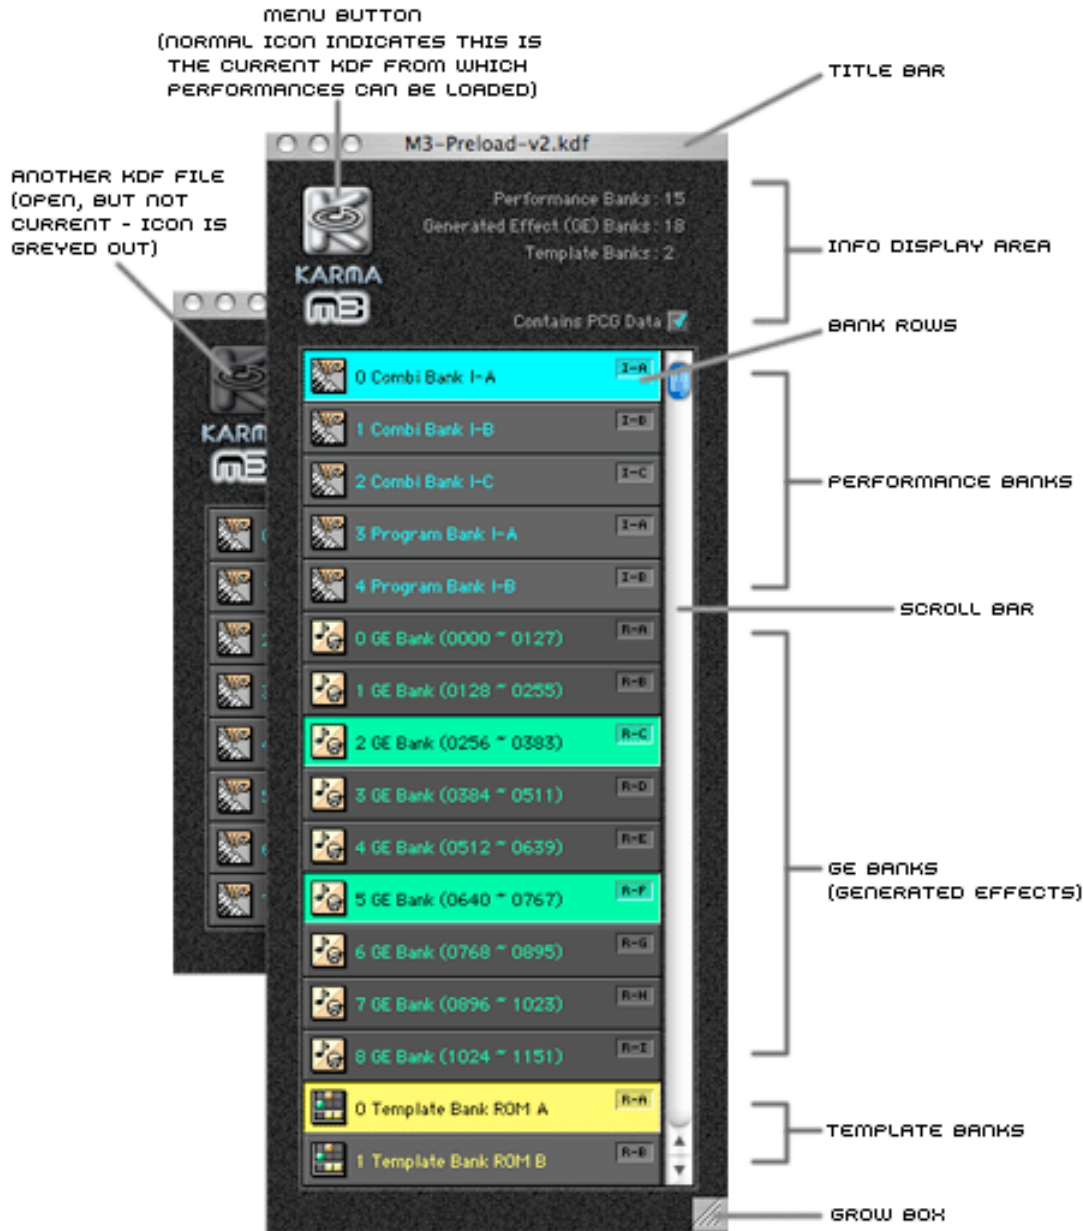 MENU BUTTON
(NORMAL ICON INDICATES THIS IS
THE CURRENT KDF FROM WHICH
PERFORMANCES CAN BE LOADED)
TITLE BAR
M3-Preload-v2.kdf
ANOTHER KDF FILE
(OPEN, BUT NOT
CURRENT - ICON IS
GREYED OUT)
Performance Banks : 15
Generated Effect (GE) Banks : 18
Template Banks : 2
INFO DISPLAY AREA
KARMA
M3
Contains PCG Data
BANK ROWS
0 Combi Bank I-A
I-A
1 Combi Bank I-B
I-B
KARM
M3
2 Combi Bank I-C
I-C
PERFORMANCE BANKS
3 Program Bank I-A
I-A
4 Program Bank I-B
I-B
SCROLL BAR
0 GE Bank (0000 ~ 0127)
R-A
1 GE Bank (0128 ~ 0255)
R-B
2 GE Bank (0256 ~ 0383)
R-C
3 GE Bank (0384 ~ 0511)
R-D
4 GE Bank (0512 ~ 0639)
R-E
GE BANKS
(GENERATED EFFECTS)
5 GE Bank (0640 ~ 0767)
R-F
6 GE Bank (0768 ~ 0895)
R-G
7 GE Bank (0896 ~ 1023)
R-H
8 GE Bank (1024 ~ 1151)
R-I
0 Template Bank ROM A
R-A
TEMPLATE BANKS
1 Template Bank ROM B
R-B
GROW BOX